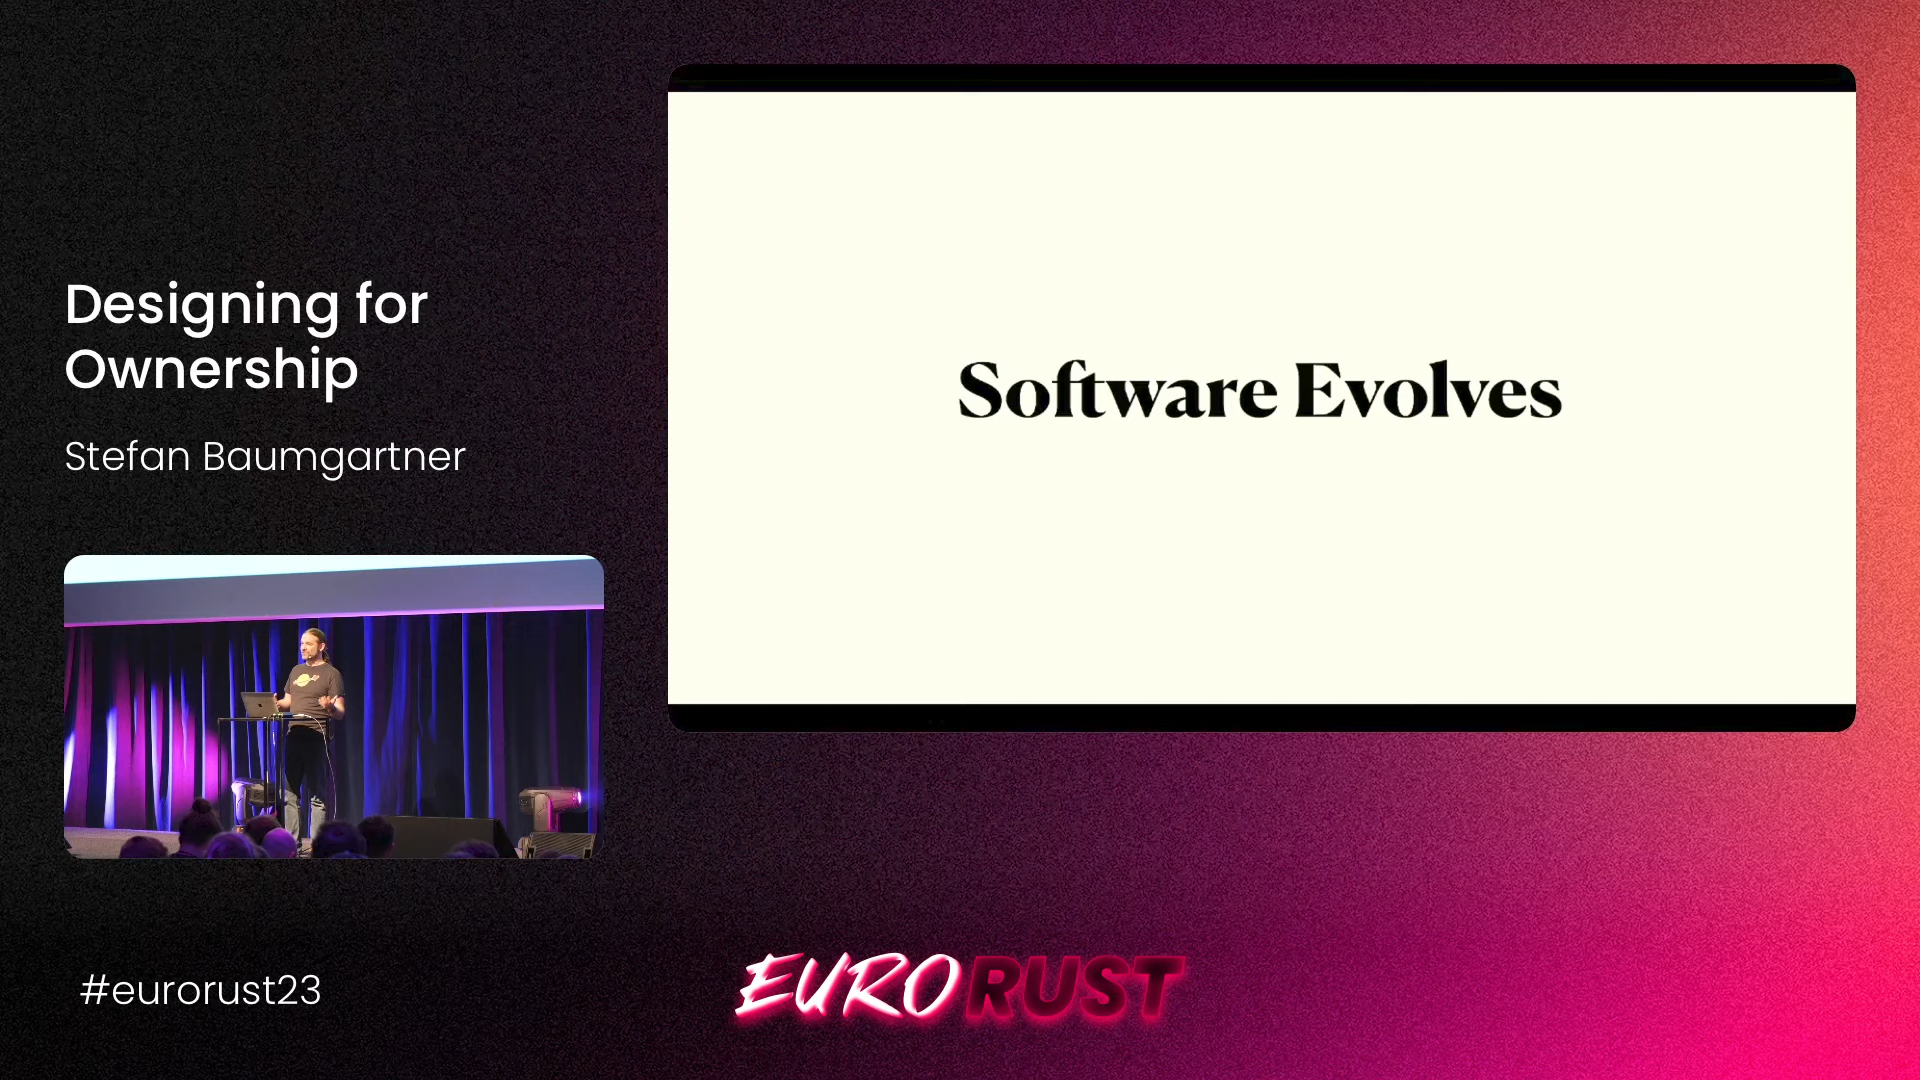 Designing for
Ownership
Stefan Baumgartner
Software Evolves
#eurorust23
EURORUST